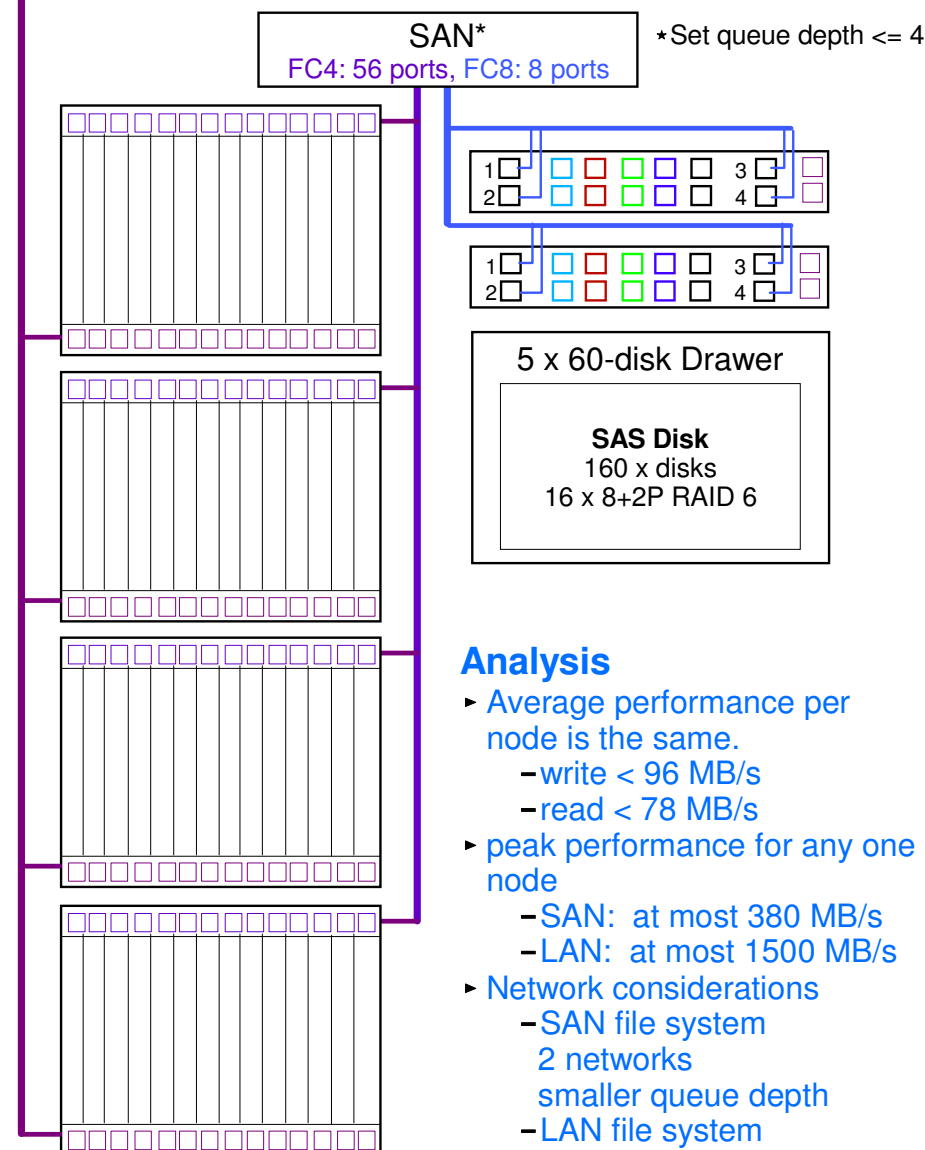 SAN*
FC4: 56 ports, FC8: 8 ports
*Set queue depth <= 4
1
2
3
4
1
2
3
4
5 x 60-disk Drawer
SAS Disk
160 x disks
16 x 8+2P RAID 6
Analysis
► Average performance per
node is the same.
–write < 96 MB/s
–read < 78 MB/s
► peak performance for any one
node
–SAN: at most 380 MB/s
–LAN: at most 1500 MB/s
► Network considerations
–SAN file system
2 networks
smaller queue depth
–LAN file system